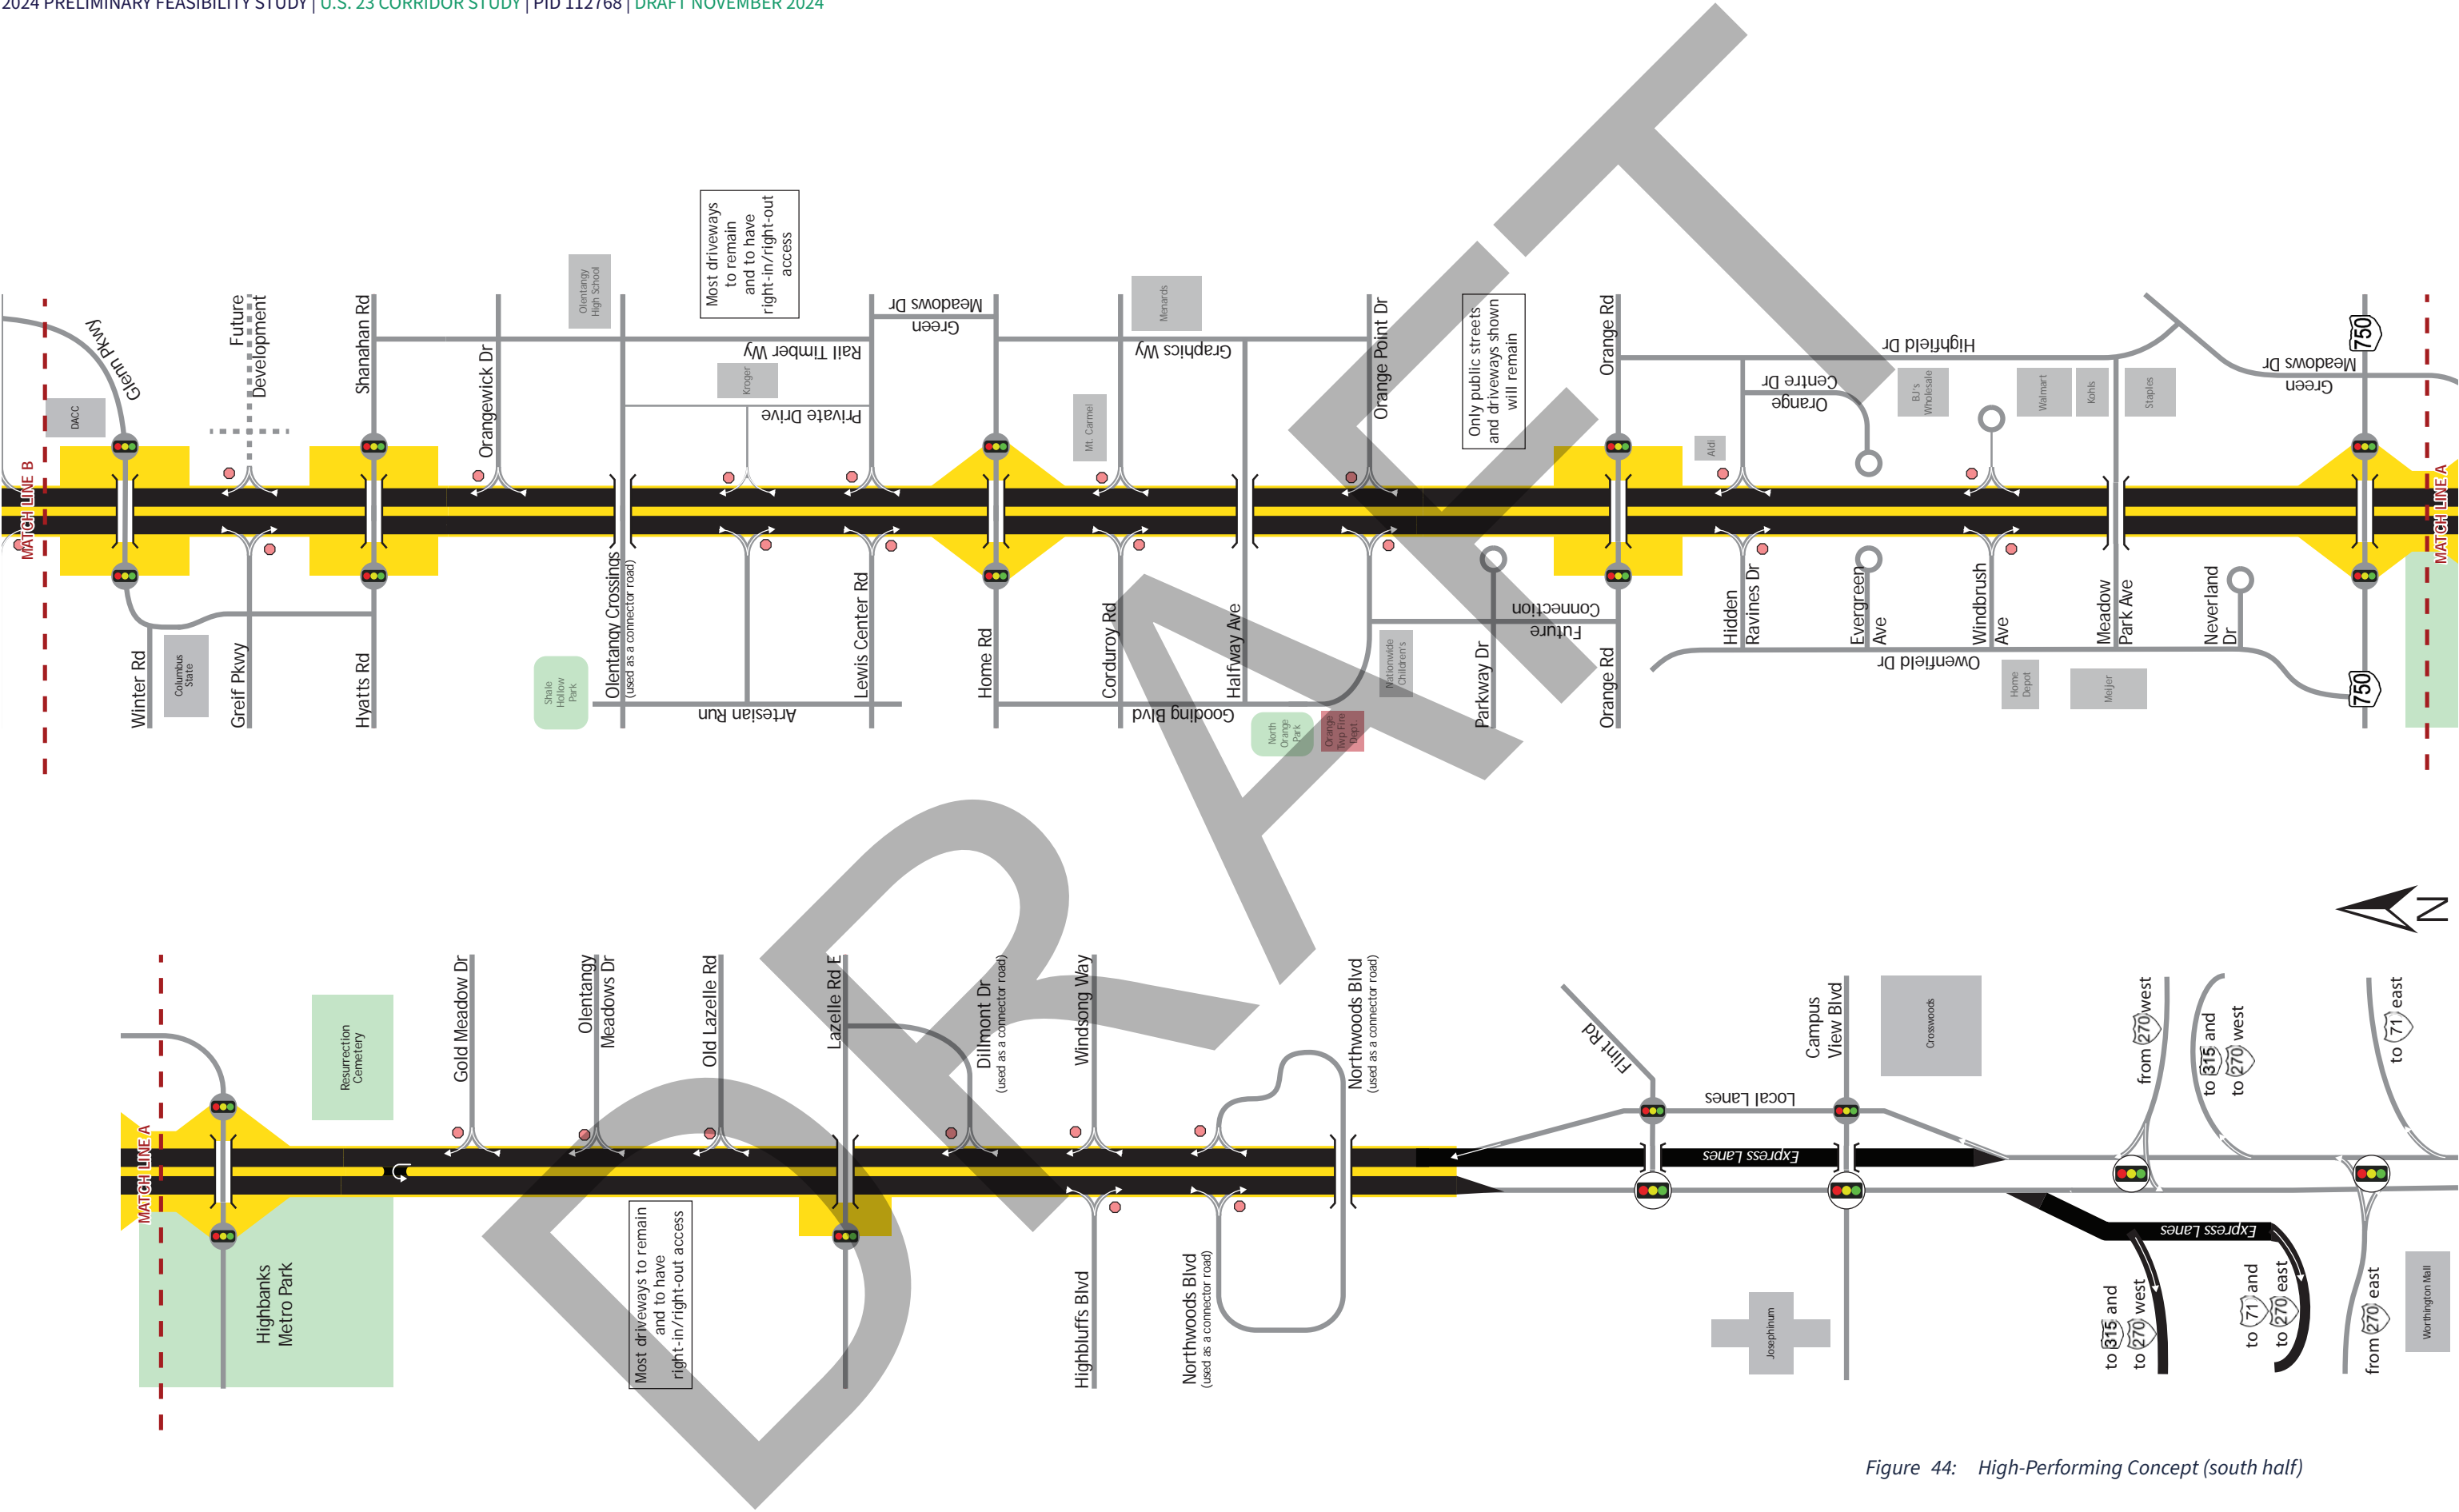 2024 PRELIMINARY FEASIBILITY STUDY | U.S. 23 CORRIDOR STUDY | PID 112768 | DRAFT NOVEMBER 2024
MATCH LINE B
Glenn Pkwy
DACC
Winter Rd
Columbus
State
Future
Development
Greif Pkwy
Shanahan Rd
Hyatts Rd
Orangewick Dr
Olentangy
High School
Olentangy Crossings
(used as a connector road)
Shale
Hollow
Park
Most driveways
to remain
and to have
right-in/right-out
access
Rail Timber Wy
Kroger
Private Drive
Artesian Run
Lewis Center Rd
Green
Meadows Dr
Home Rd
Menards
Graphics Wy
Mt. Carmel
Corduroy Rd
Halfway Ave
Gooding Blvd
North
Orange
Park
Orange
Twp Fire
Dept.
Orange Point Dr
Nationwide
Children's
Only public streets
and driveways shown
will remain
Parkway Dr
Future
Connection
Orange Rd
Orange Rd
Aldi
Hidden
Ravines Dr
Orange
Centre Dr
Highfield Dr
Evergreen
Ave
Owenfield Dr
BJ's
Wholesale
Windbrush
Ave
Home
Depot
Walmart
Kohls
Staples
Meadow
Park Ave
Meijer
Neverland
Dr
Green
Meadows Dr
750
750
MATCH LINE A
N
MATCH LINE A
Highbanks
Metro Park
Resurrection
Cemetery
Gold Meadow Dr
Olentangy
Meadows Dr
Old Lazelle Rd
Most driveways to remain
and to have
right-in/right-out access
Lazelle Rd E
Dillmont Dr
(used as a connector road)
Windsong Way
Highbluffs Blvd
Northwoods Blvd
(used as a connector road)
Northwoods Blvd
(used as a connector road)
Flint Rd
Local Lanes
Express Lanes
Campus
View Blvd
Crosswoods
Josephinum
from 270 west
to 315 and
to 270 west
to 71 east
Express Lanes
to 315 and
to 270 west
to 71 and
to 270 east
from 270 east
Worthington Mall
DRAFT
Figure 44: High-Performing Concept (south half)